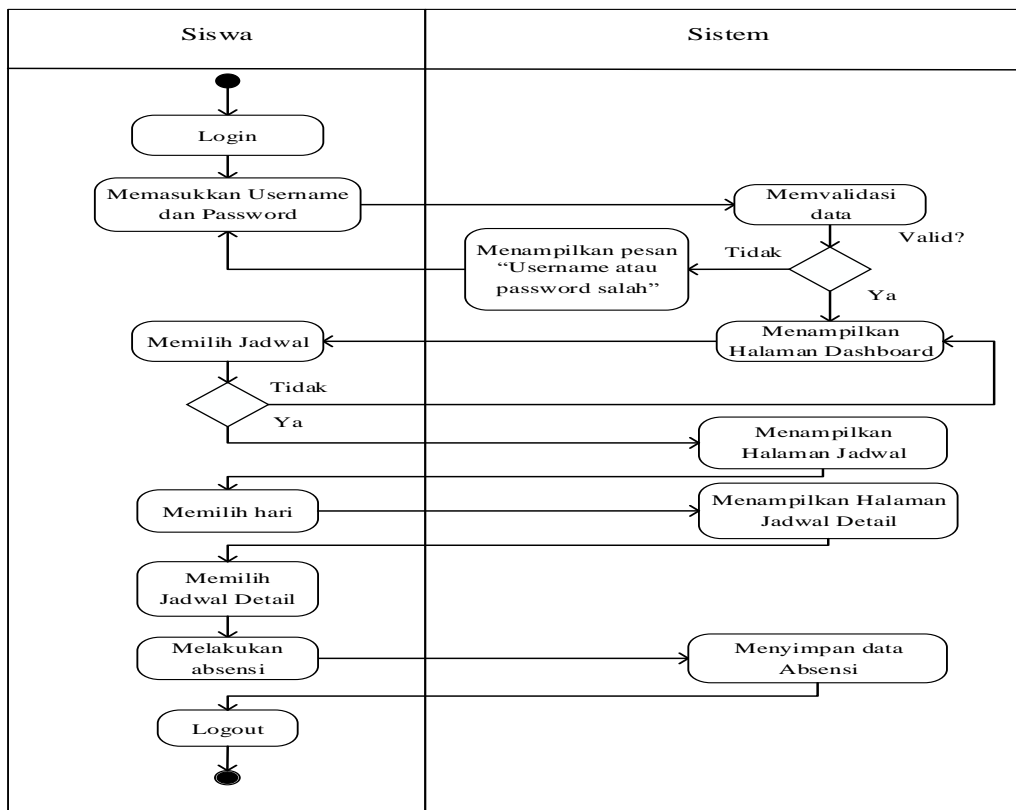 Siswa
Sistem
Login
Memasukkan Username
dan Password
Memvalidasi
data
Valid?
Tidak
Menampilkan pesan
“Username atau
password salah”
Ya
Menampilkan
Halaman Dashboard
Memilih Jadwal
Tidak
Ya
Menampilkan
Halaman Jadwal
Memilih hari
Menampilkan Halaman
Jadwal Detail
Memilih
Jadwal Detail
Melakukan
absensi
Menyimpan data
Absensi
Logout